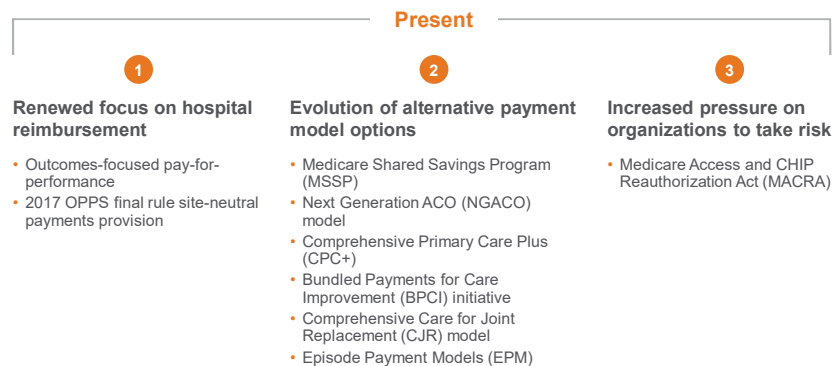 Present
1
Renewed focus on hospital
reimbursement
• Outcomes-focused pay-for-
performance
• 2017 OPPS final rule site-neutral
payments provision
2
Evolution of alternative payment
model options
• Medicare Shared Savings Program
(MSSP)
• Next Generation ACO (NGACO)
model
• Comprehensive Primary Care Plus
(CPC+)
• Bundled Payments for Care
Improvement (BPCI) initiative
• Comprehensive Care for Joint
Replacement (CJR) model
• Episode Payment Models (EPM)
3
Increased pressure on
organizations to take risk
• Medicare Access and CHIP
Reauthorization Act (MACRA)